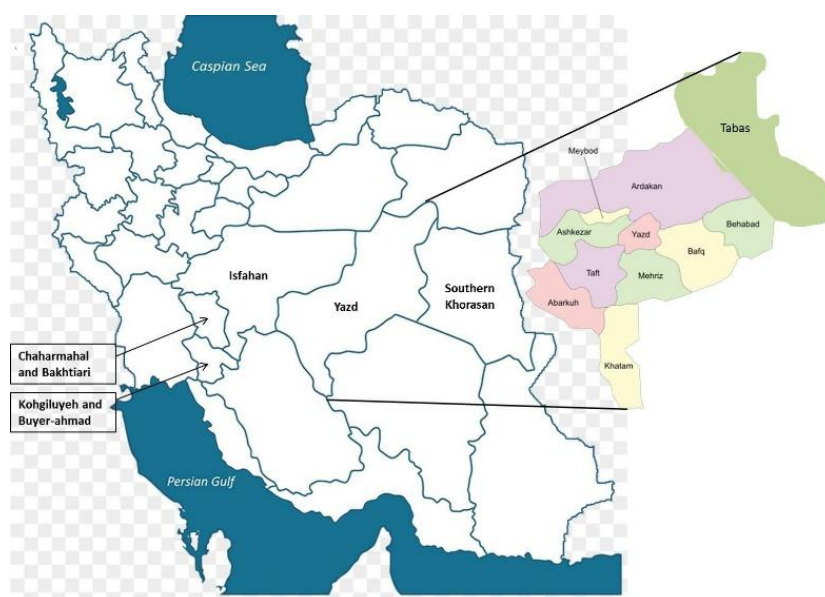 Caspian Sea
Tabas
Meybod
Ardakan
Behabad
Ashkezar
Yazd
Bafq
Isfahan
Southern
Khorasan
Taft
Mehriz
Yazd
Abarkuh
Chaharmahal
and Bakhtiari
Khatam
Kohgiluyeh and
Buyer-ahmad
Persian Gulf